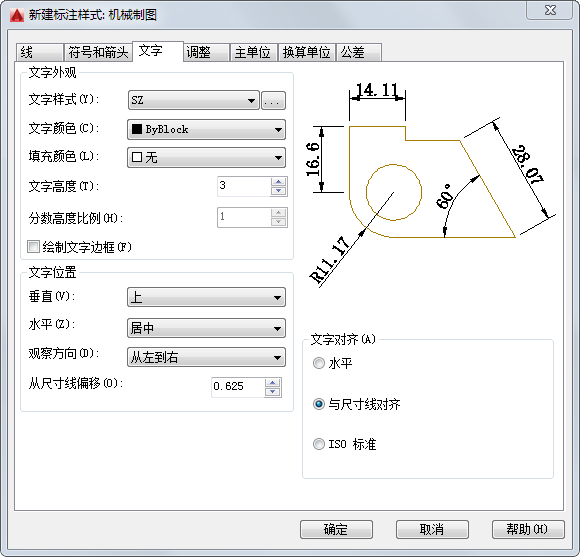 新建标注样式: 机械制图
线 符号和箭头 文字 调整 主单位 换算单位 公差
文字外观
文字样式(Y): SZ ...
文字颜色(C): ByBlock
填充颜色(L): 无
文字高度(T): 3
分数高度比例(H): 1
绘制文字边框(F)
文字位置
垂直(V): 上
水平(Z): 居中
观察方向(D): 从左到右
从尺寸线偏移(O): 0.625
14.11
16.6
28.07
60°
R11.17
文字对齐(A)
水平
与尺寸线对齐
ISO 标准
确定 取消 帮助(H)